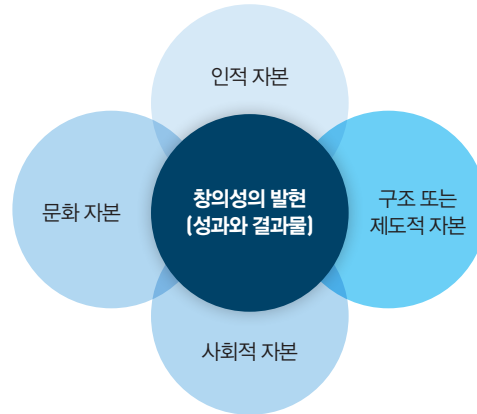 인적 자본
문화 자본
창의성의 발현
(성과와 결과물)
구조 또는
제도적 자본
사회적 자본